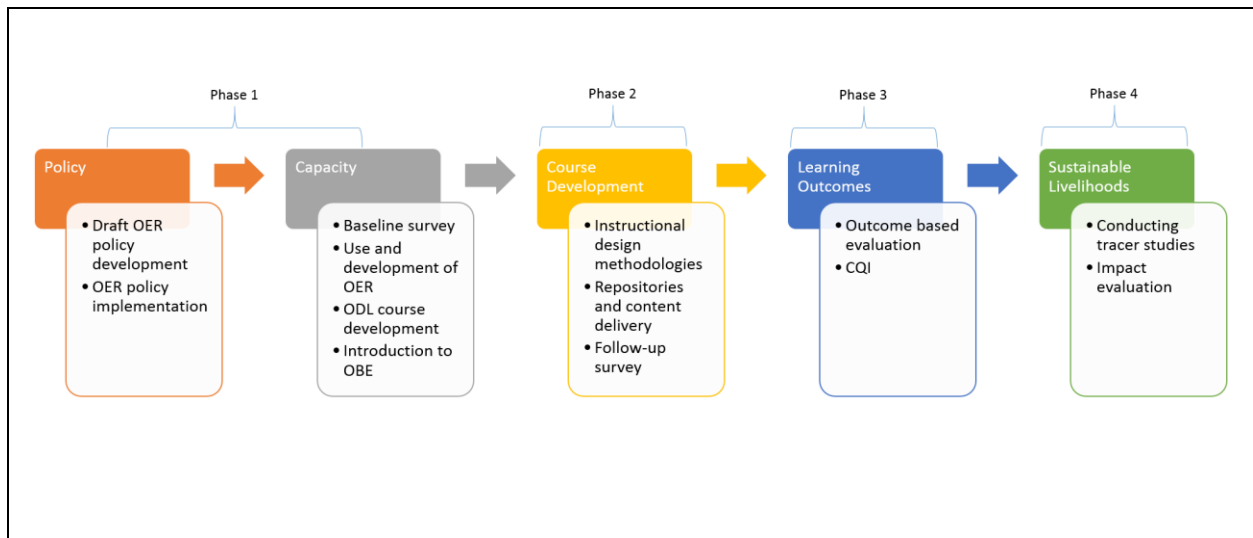 Phase 1
Phase 2
Phase 3
Phase 4
Policy
• Draft OER
policy
development
• OER policy
implementation
Capacity
• Baseline survey
• Use and
development of
OER
• ODL course
development
• Introduction to
OBE
Course
Development
• Instructional
design
methodologies
• Repositories
and content
delivery
• Follow-up
survey
Learning
Outcomes
• Outcome based
evaluation
• CQI
Sustainable
Livelihoods
• Conducting
tracer studies
• Impact
evaluation